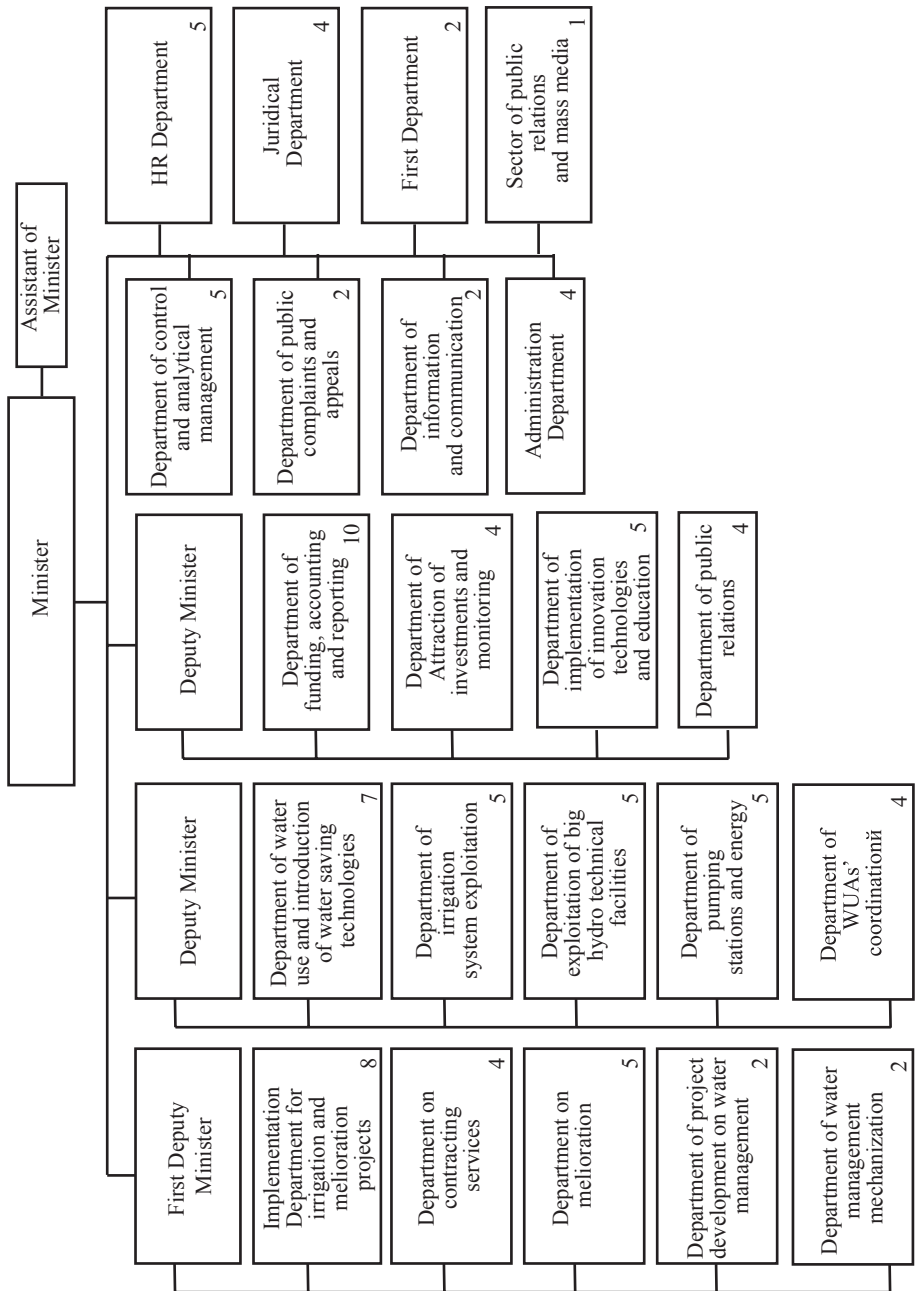 Minister
Assistant of
Minister
First Deputy
Minister
Implementation
Department for
irrigation and
melioration
projects
8
Department on
contracting
services
4
Department on
melioration
5
Department of project
development on water
management
2
Department of water
management
mechanization
2
Deputy Minister
Department of water
use and introduction
of water saving
technologies
7
Department of
irrigation
system exploitation
5
Department of
exploitation of big
hydro technical
facilities
5
Department of
pumping
stations and energy
5
Department of
WUAs’
coordinationй
4
Deputy Minister
Department of
funding, accounting
and reporting
10
Department of
Attraction of
investments and
monitoring
4
Department of
implementation
of innovation
technologies
and education
5
Department of public
relations
4
Department of control
and analytical
management
5
Department of public
complaints and
appeals
2
Department of
information
and communication
2
Administration
Department
4
HR Department
5
Juridical
Department
4
First Department
2
Sector of public
relations
and mass media
1